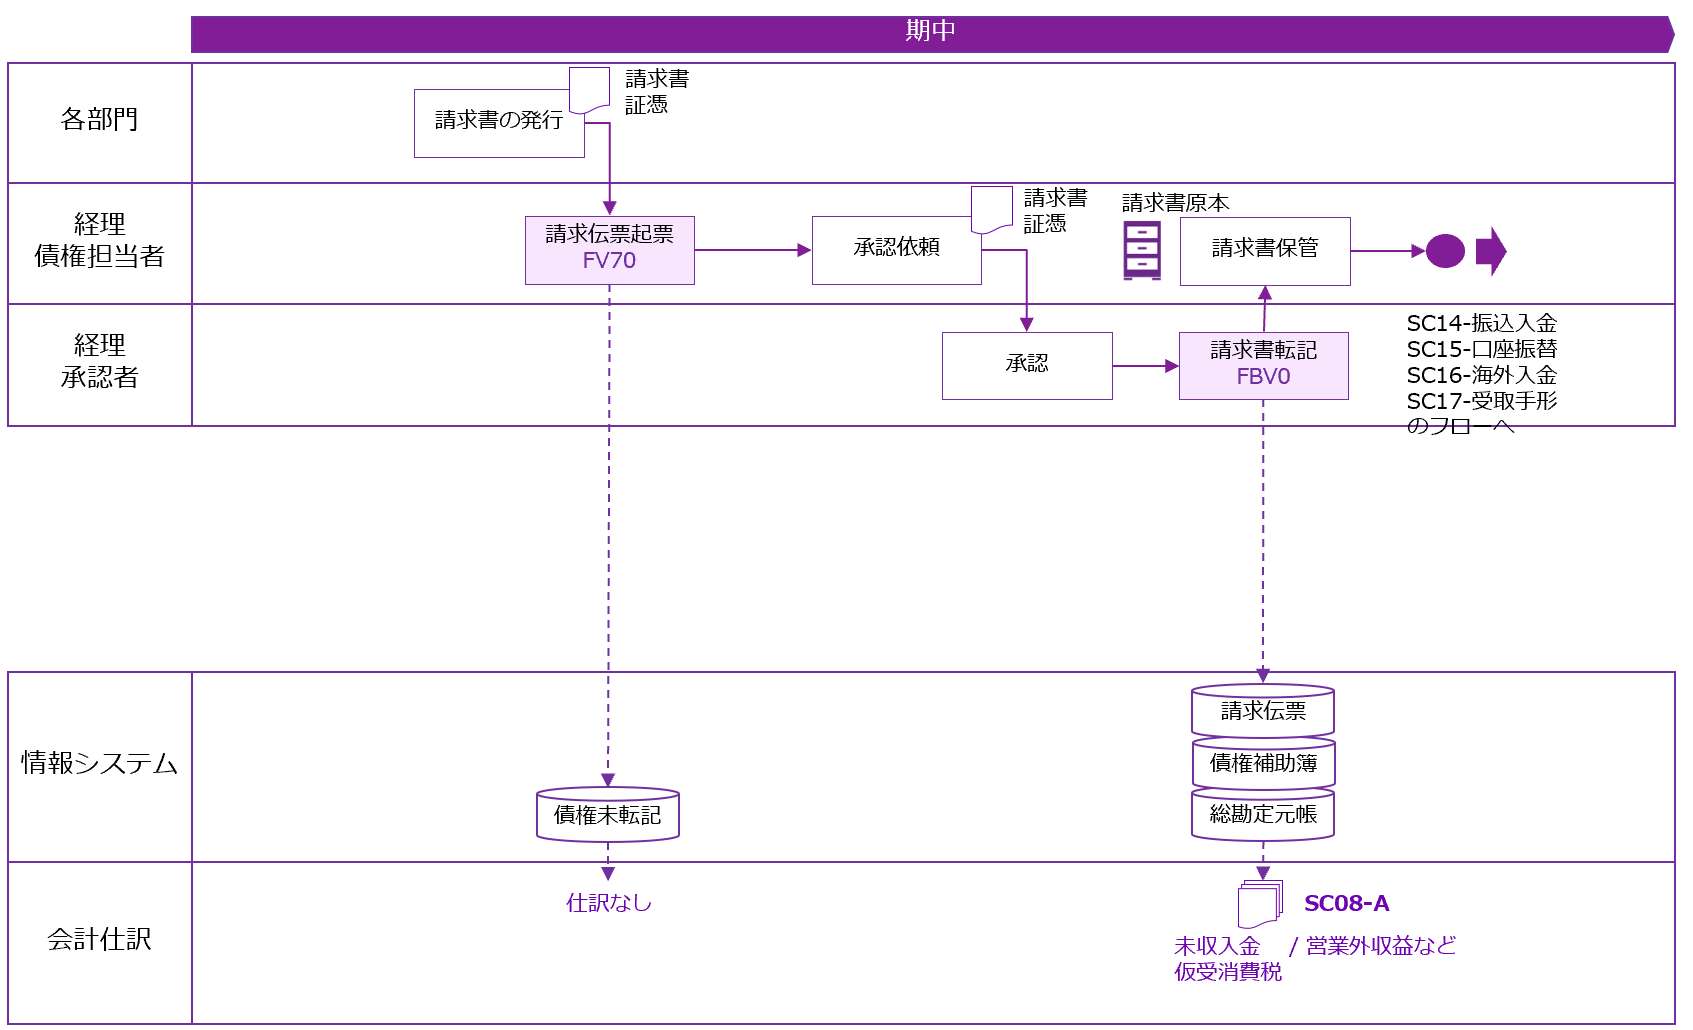 期中
各部門
請求書の発行
請求書
証憑
経理
債権担当者
請求伝票起票
FV70
承認依頼
請求書
証憑
請求書原本
請求書保管
経理
承認者
承認
請求書転記
FBV0
SC14-振込入金
SC15-口座振替
SC16-海外入金
SC17-受取手形
のフローへ
情報システム
債権未転記
請求伝票
債権補助簿
総勘定元帳
会計仕訳
仕訳なし
SC08-A
未収入金 / 営業外収益など
仮受消費税